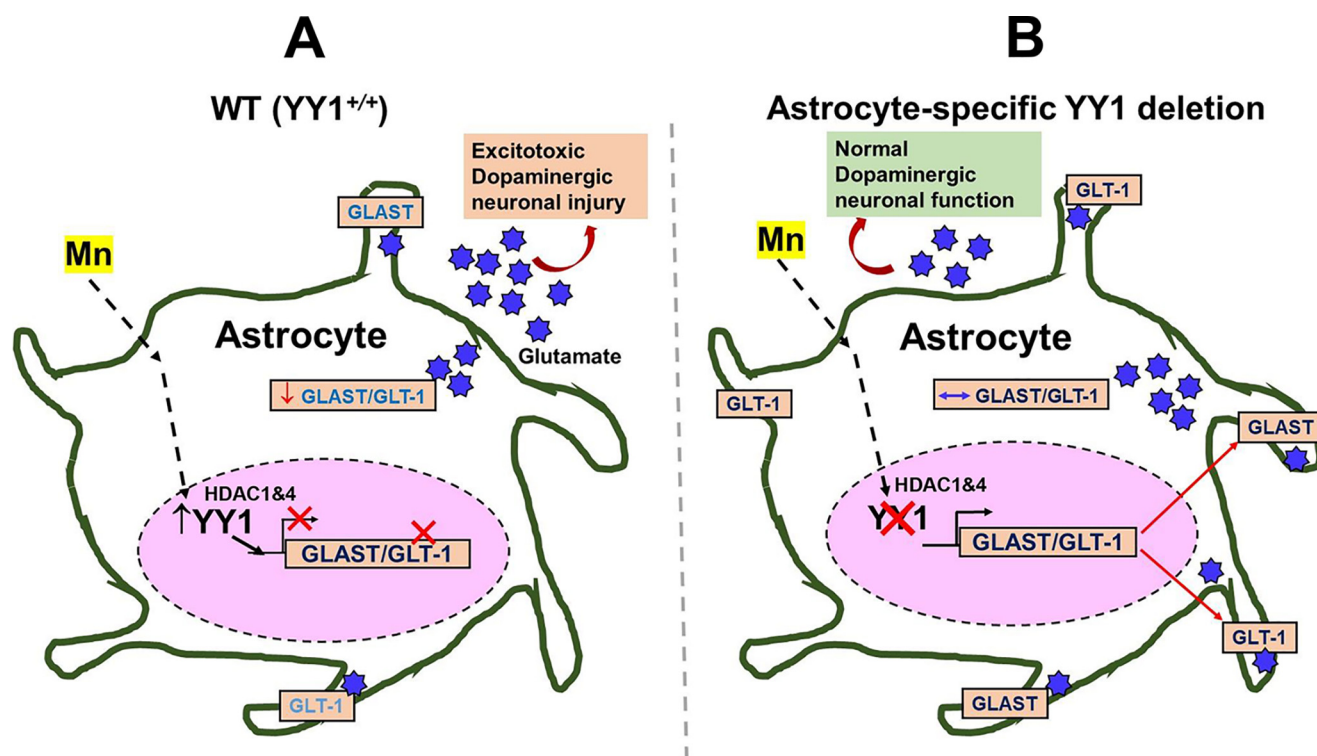 A
WT (YY1+/+)
Excitotoxic
Dopaminergic
neuronal injury
GLAST
Mn
Astrocyte
Glutamate
↓ GLAST/GLT-1
HDAC1&4
↑YY1
GLAST/GLT-1
GLT-1
B
Astrocyte-specific YY1 deletion
Normal
Dopaminergic
neuronal function
GLT-1
Mn
Astrocyte
GLT-1
↔ GLAST/GLT-1
GLAST
HDAC1&4
YY1
GLAST/GLT-1
GLT-1
GLAST